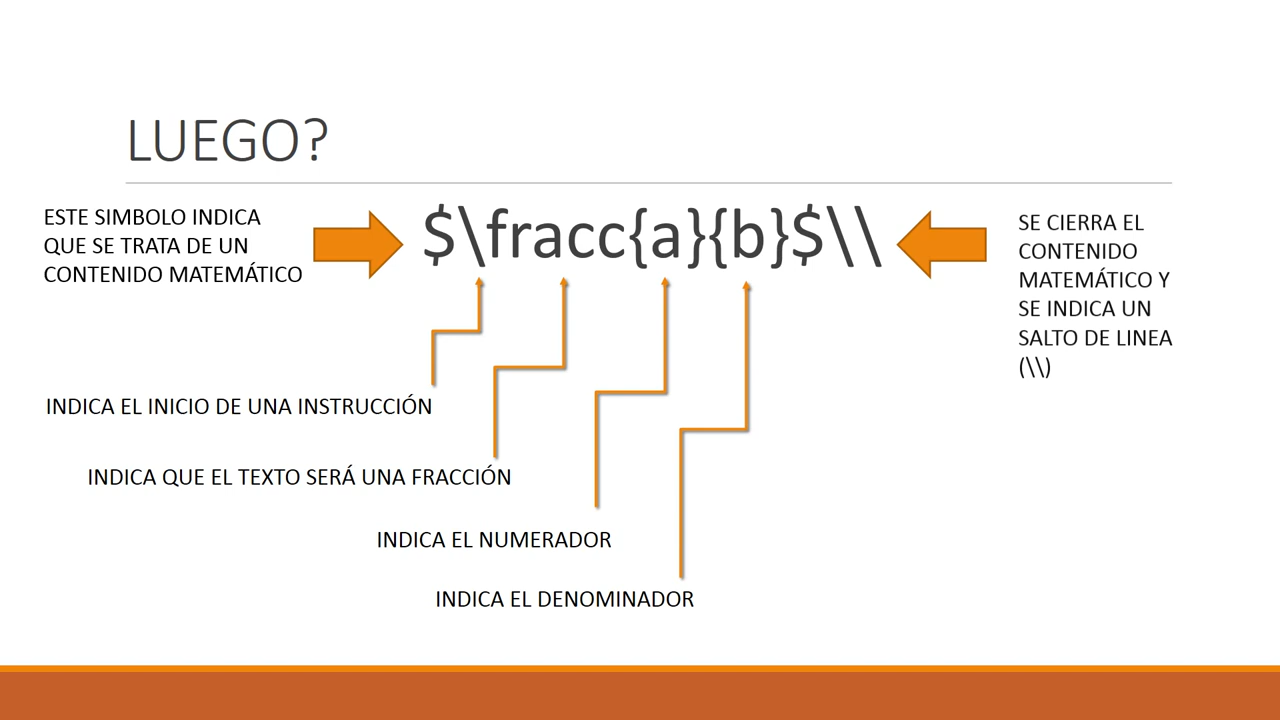 LUEGO?
ESTE SIMBOLO INDICA
QUE SE TRATA DE UN
CONTENIDO MATEMÁTICO
$\fracc{a}{b}$\\
SE CIERRA EL
CONTENIDO
MATEMÁTICO Y
SE INDICA UN
SALTO DE LINEA
(\\)
INDICA EL INICIO DE UNA INSTRUCCIÓN
INDICA QUE EL TEXTO SERÁ UNA FRACCIÓN
INDICA EL NUMERADOR
INDICA EL DENOMINADOR